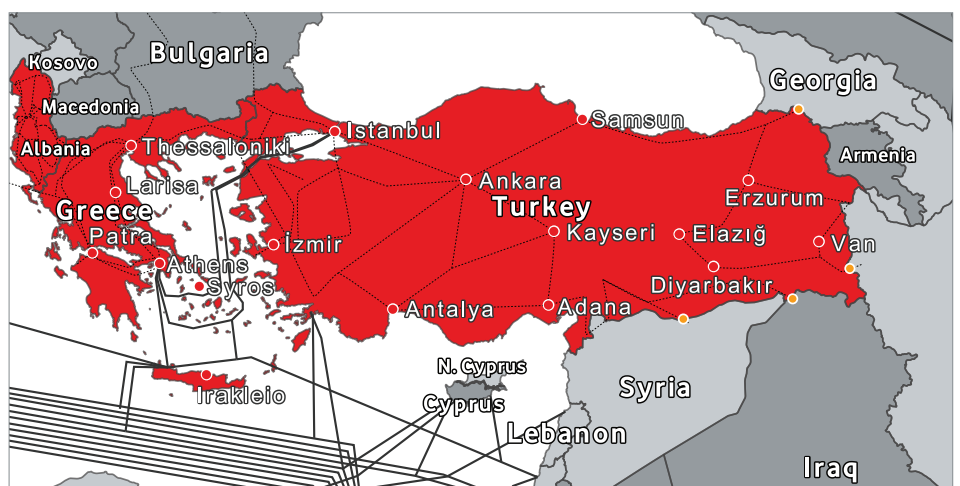 Bulgaria
Kosovo
Georgia
Macedonia
Istanbul
Samsun
Albania
Thessaloniki
Armenia
Larisa
Ankara
Erzurum
Greece
Turkey
Patra
İzmir
Kayseri
Elazığ
Van
Athens
Syros
Diyarbakır
Antalya
Adana
N. Cyprus
Irakleio
Syria
Cyprus
Lebanon
Iraq